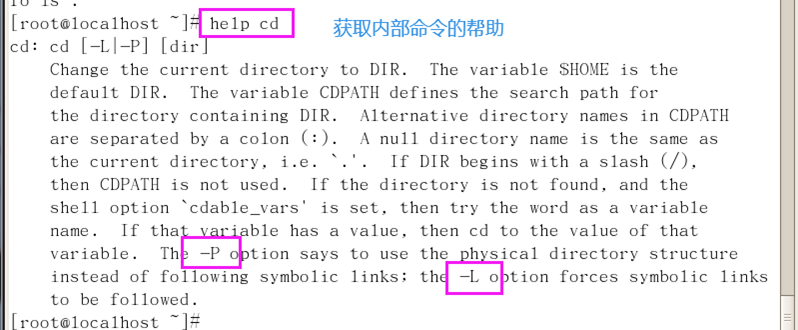 [root@localhost ~]# help cd 获取内部命令的帮助
cd: cd [-L|-P] [dir]
Change the current directory to DIR.  The variable $HOME is the
default DIR.  The variable CDPATH defines the search path for
the directory containing DIR.  Alternative directory names in CDPATH
are separated by a colon (:).  A null directory name is the same as
the current directory, i.e. `.'.  If DIR begins with a slash (/),
then CDPATH is not used.  If the directory is not found, and the
shell option `cdable_vars' is set, then try the word as a variable
name.  If that variable has a value, then cd to the value of that
variable.  The -P option says to use the physical directory structure
instead of following symbolic links; the -L option forces symbolic links
to be followed.
[root@localhost ~]#